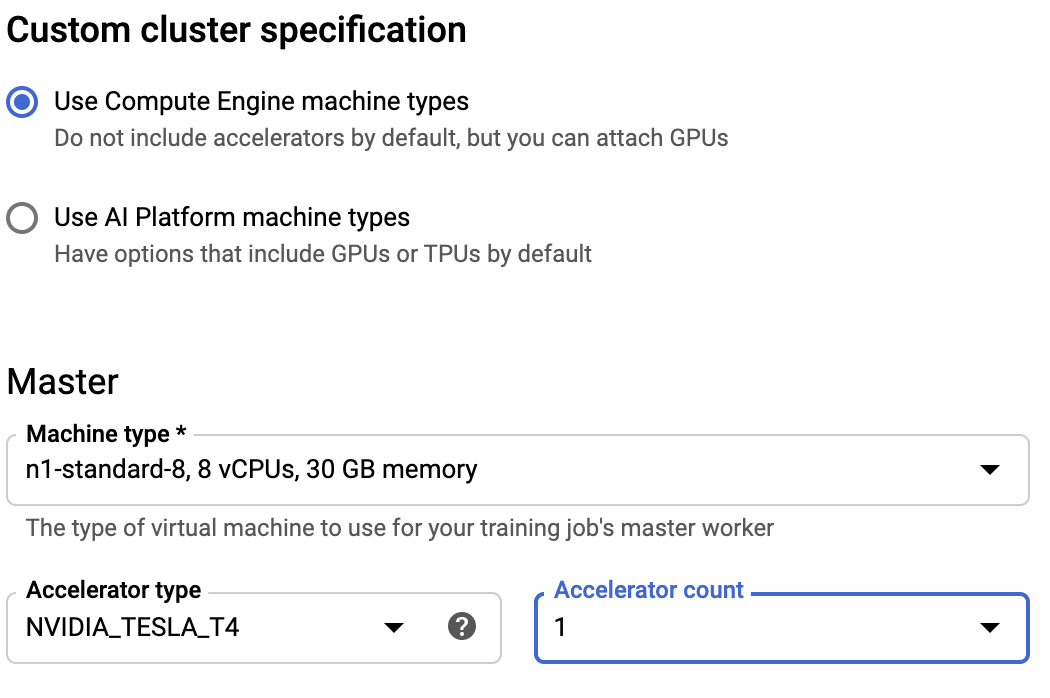 Custom cluster specification
Use Compute Engine machine types
Do not include accelerators by default, but you can attach GPUs
Use AI Platform machine types
Have options that include GPUs or TPUs by default
Master
Machine type *
n1-standard-8, 8 vCPUs, 30 GB memory
The type of virtual machine to use for your training job's master worker
Accelerator type
NVIDIA_TESLA_T4
?
Accelerator count
1